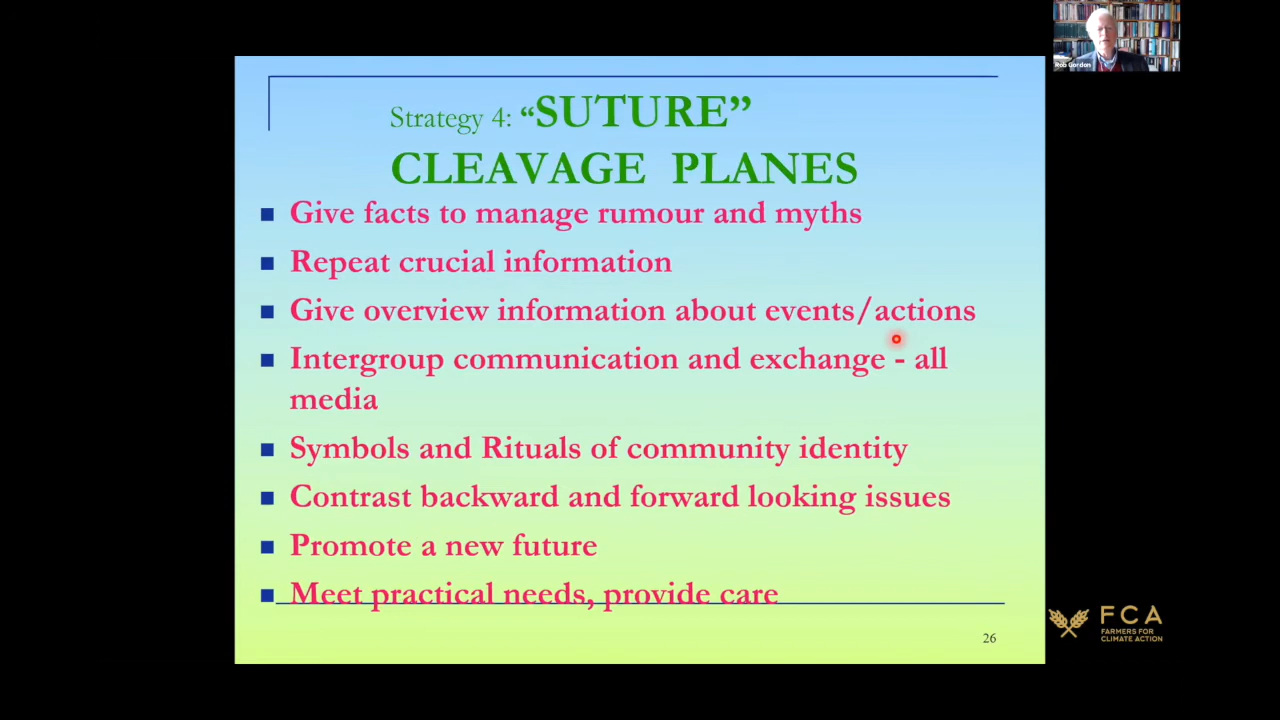 Rob Gordon
Strategy 4: “SUTURE”
CLEAVAGE PLANES
Give facts to manage rumour and myths
Repeat crucial information
Give overview information about events/actions
Intergroup communication and exchange - all
media
Symbols and Rituals of community identity
Contrast backward and forward looking issues
Promote a new future
Meet practical needs, provide care
26
FCA
FARMERS FOR
CLIMATE ACTION